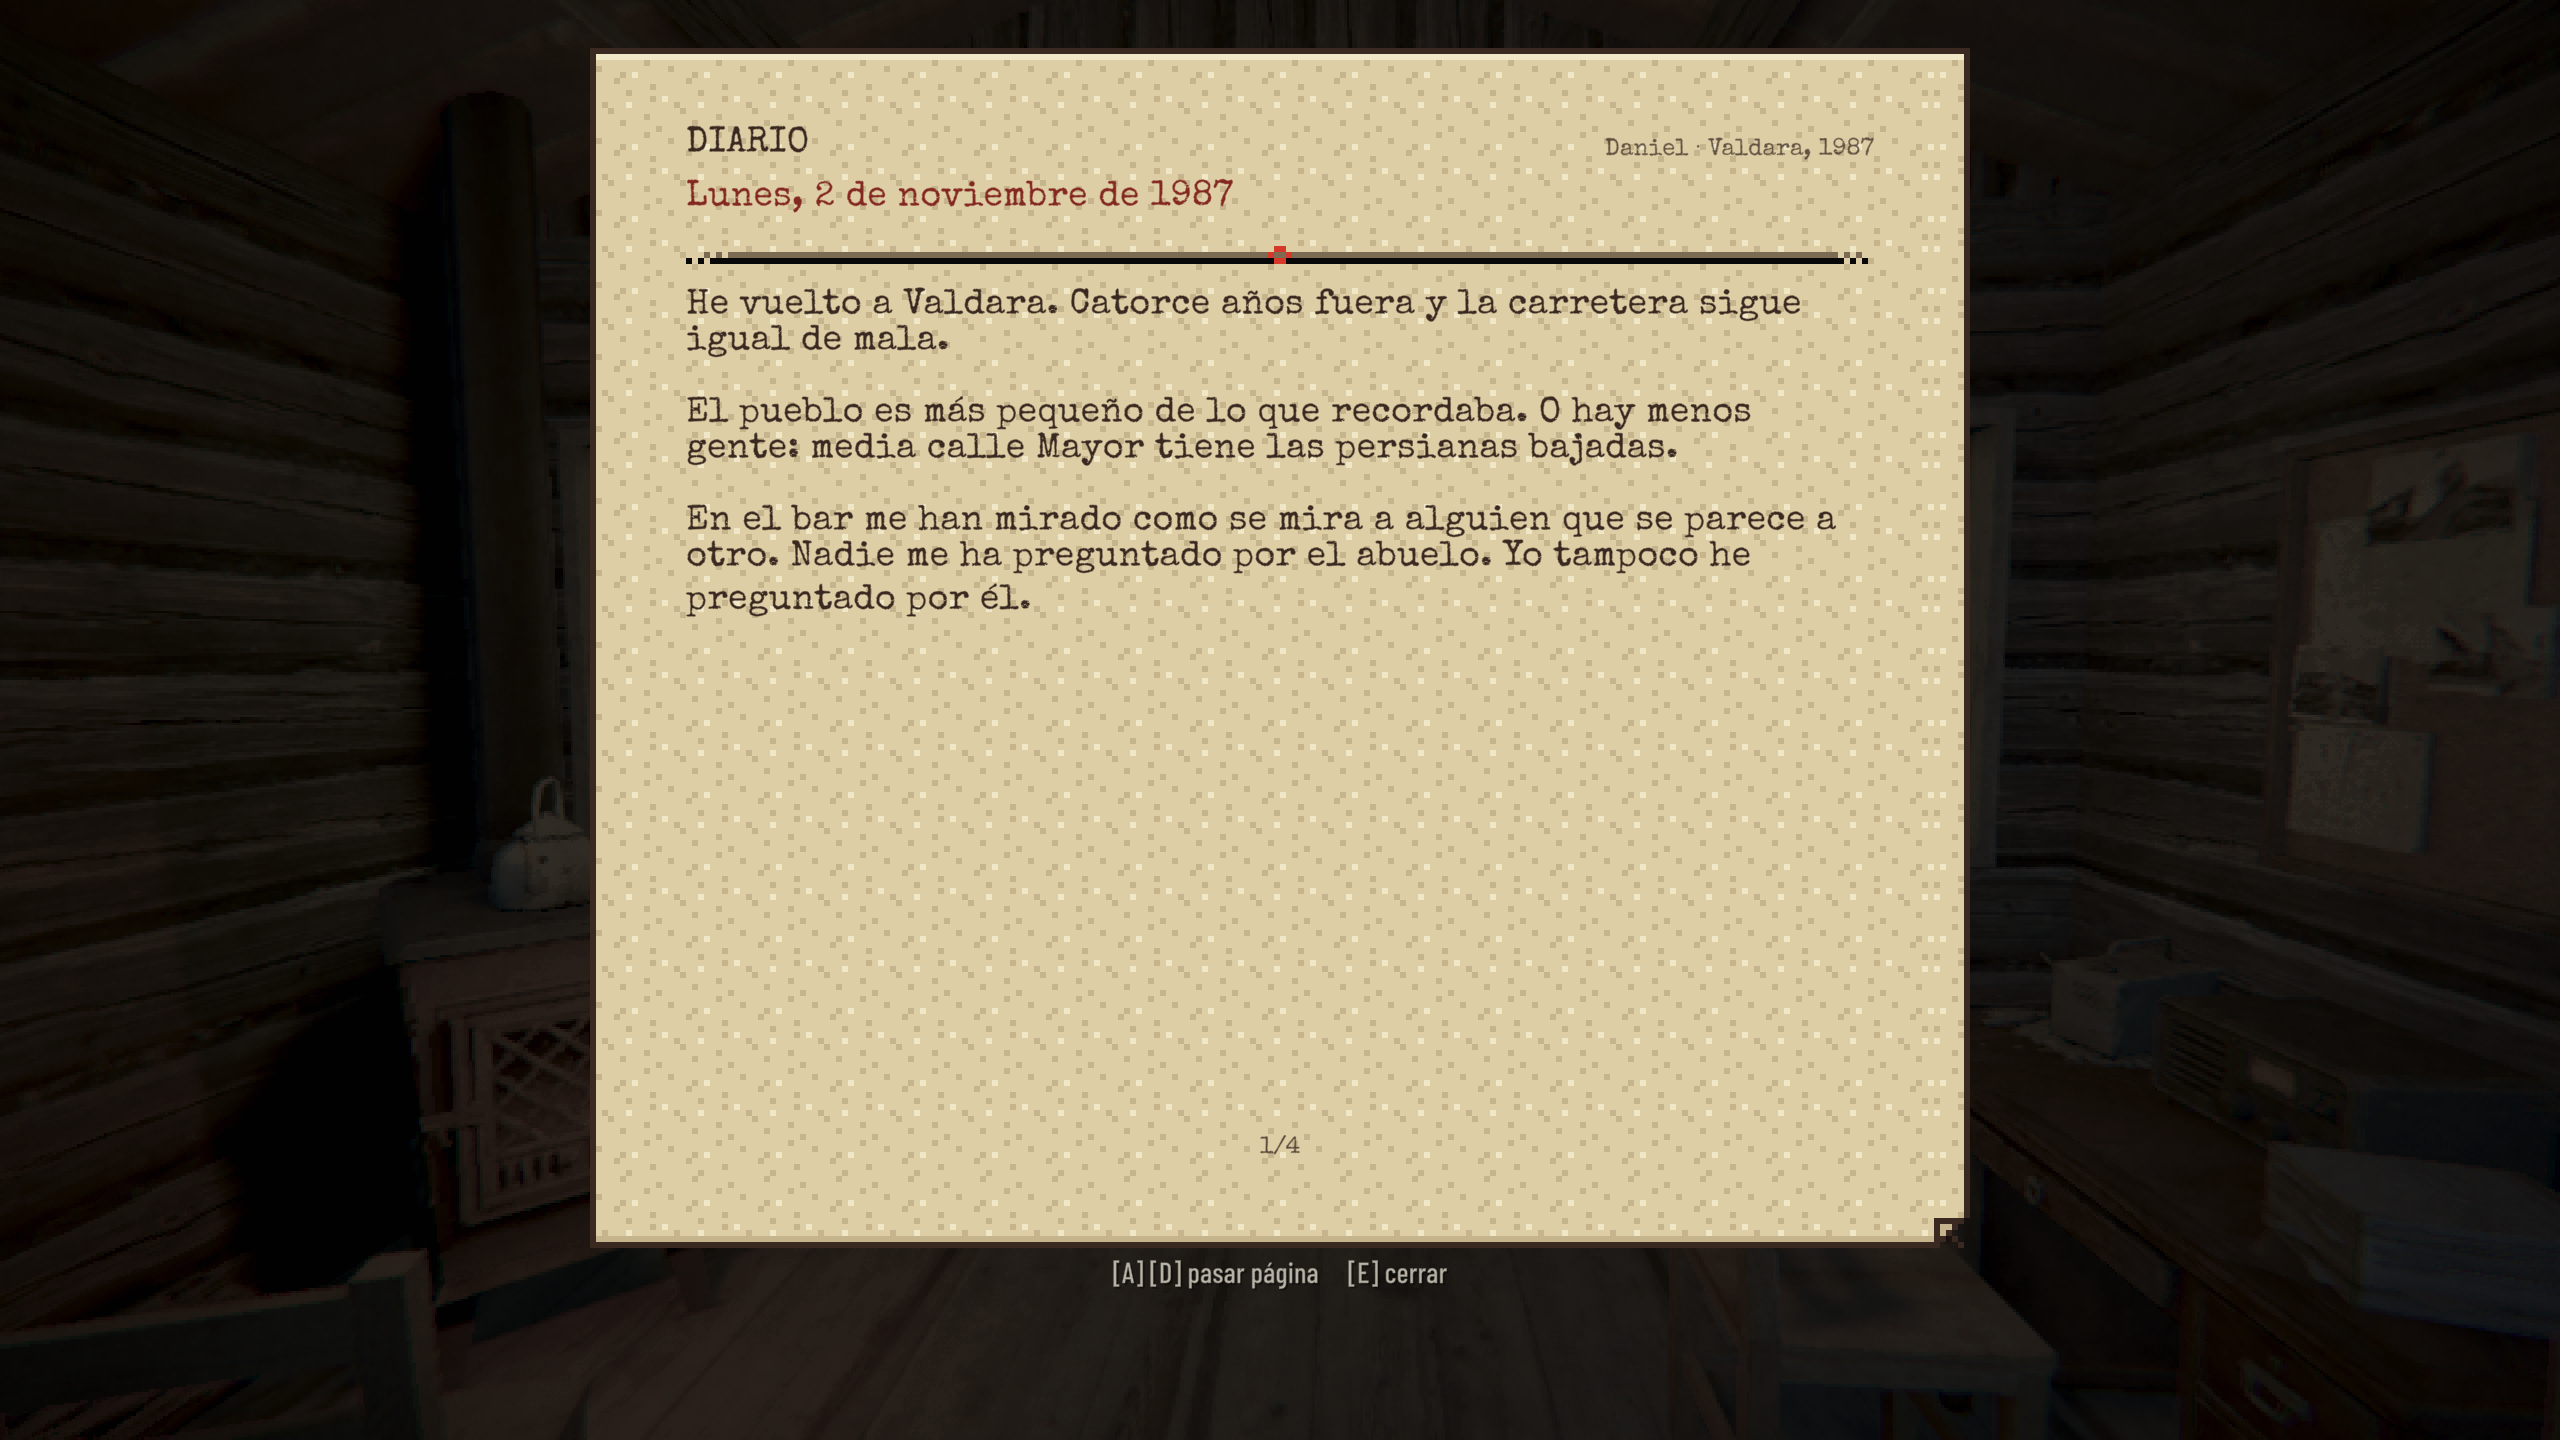 DIARIO
Daniel · Valdara, 1987
Lunes, 2 de noviembre de 1987
He vuelto a Valdara. Catorce años fuera y la carretera sigue
igual de mala.
El pueblo es más pequeño de lo que recordaba. O hay menos
gente: media calle Mayor tiene las persianas bajadas.
En el bar me han mirado como se mira a alguien que se parece a
otro. Nadie me ha preguntado por el abuelo. Yo tampoco he
preguntado por él.
1/4
[A][D] pasar página [E] cerrar